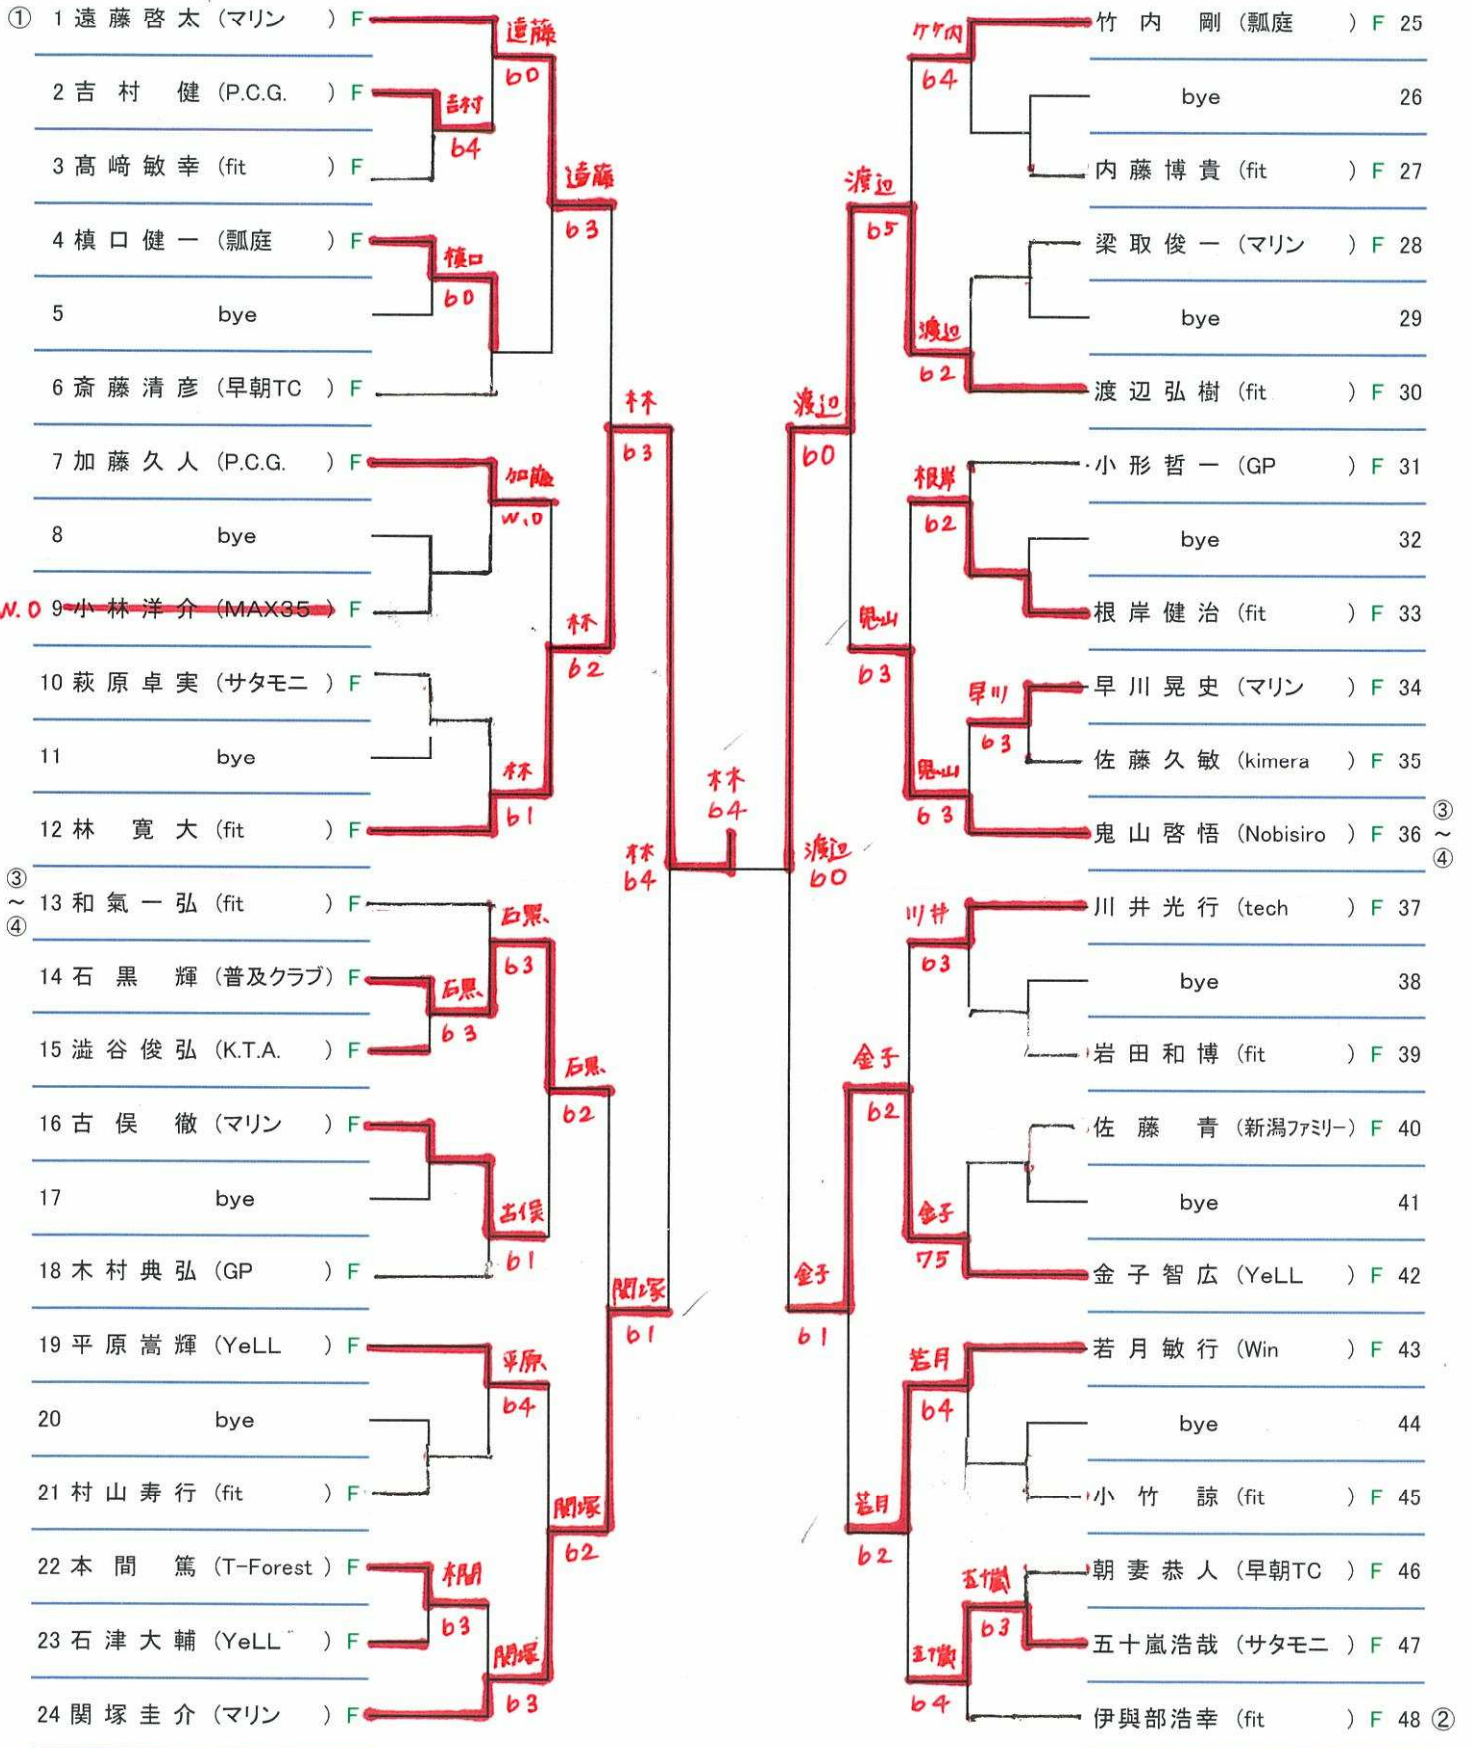 ① 1 遠藤啓太 (マリン ) F
遠藤
60
2 吉村 健 (P.C.G. ) F
吉村
64
3 髙﨑敏幸 (fit ) F
遠藤
63
4 槙口健一 (瓢庭 ) F
槙口
60
5 bye
6 斎藤清彦 (早朝TC ) F
林
63
7 加藤久人 (P.C.G. ) F
加藤
W.O
8 bye
W.O 9 小林洋介 (MAX35 ) F
林
62
10 萩原卓実 (サタモニ ) F
11 bye
林
61
12 林 寛大 (fit ) F
林
64
③
~
④
13 和氣一弘 (fit ) F
石黒
63
14 石黒 輝 (普及クラブ) F
石黒
63
15 澁谷俊弘 (K.T.A. ) F
石黒
62
16 古俣 徹 (マリン ) F
17 bye
古俣
61
18 木村典弘 (GP ) F
関塚
61
19 平原嵩輝 (YeLL ) F
平原
64
20 bye
21 村山寿行 (fit ) F
関塚
62
22 本間 篤 (T-Forest ) F
本間
63
23 石津大輔 (YeLL ) F
関塚
63
24 関塚圭介 (マリン ) F
林
64
竹内 剛 (瓢庭 ) F 25
竹内
64
bye 26
内藤博貴 (fit ) F 27
渡辺
65
梁取俊一 (マリン ) F 28
bye 29
渡辺
62
渡辺弘樹 (fit ) F 30
渡辺
60
小形哲一 (GP ) F 31
根岸
62
bye 32
根岸健治 (fit ) F 33
鬼山
63
早川晃史 (マリン ) F 34
早川
63
佐藤久敏 (kimera ) F 35
鬼山
63
鬼山啓悟 (Nobisiro ) F 36
③
~
④
渡辺
60
川井光行 (tech ) F 37
川井
63
bye 38
岩田和博 (fit ) F 39
金子
62
佐藤 青 (新潟ファミリー) F 40
bye 41
金子
75
金子智広 (YeLL ) F 42
金子
61
若月敏行 (Win ) F 43
若月
64
bye 44
小竹 諒 (fit ) F 45
若月
62
朝妻恭人 (早朝TC ) F 46
五十嵐
63
五十嵐浩哉 (サタモニ ) F 47
五十嵐
64
伊與部浩幸 (fit ) F 48 ②